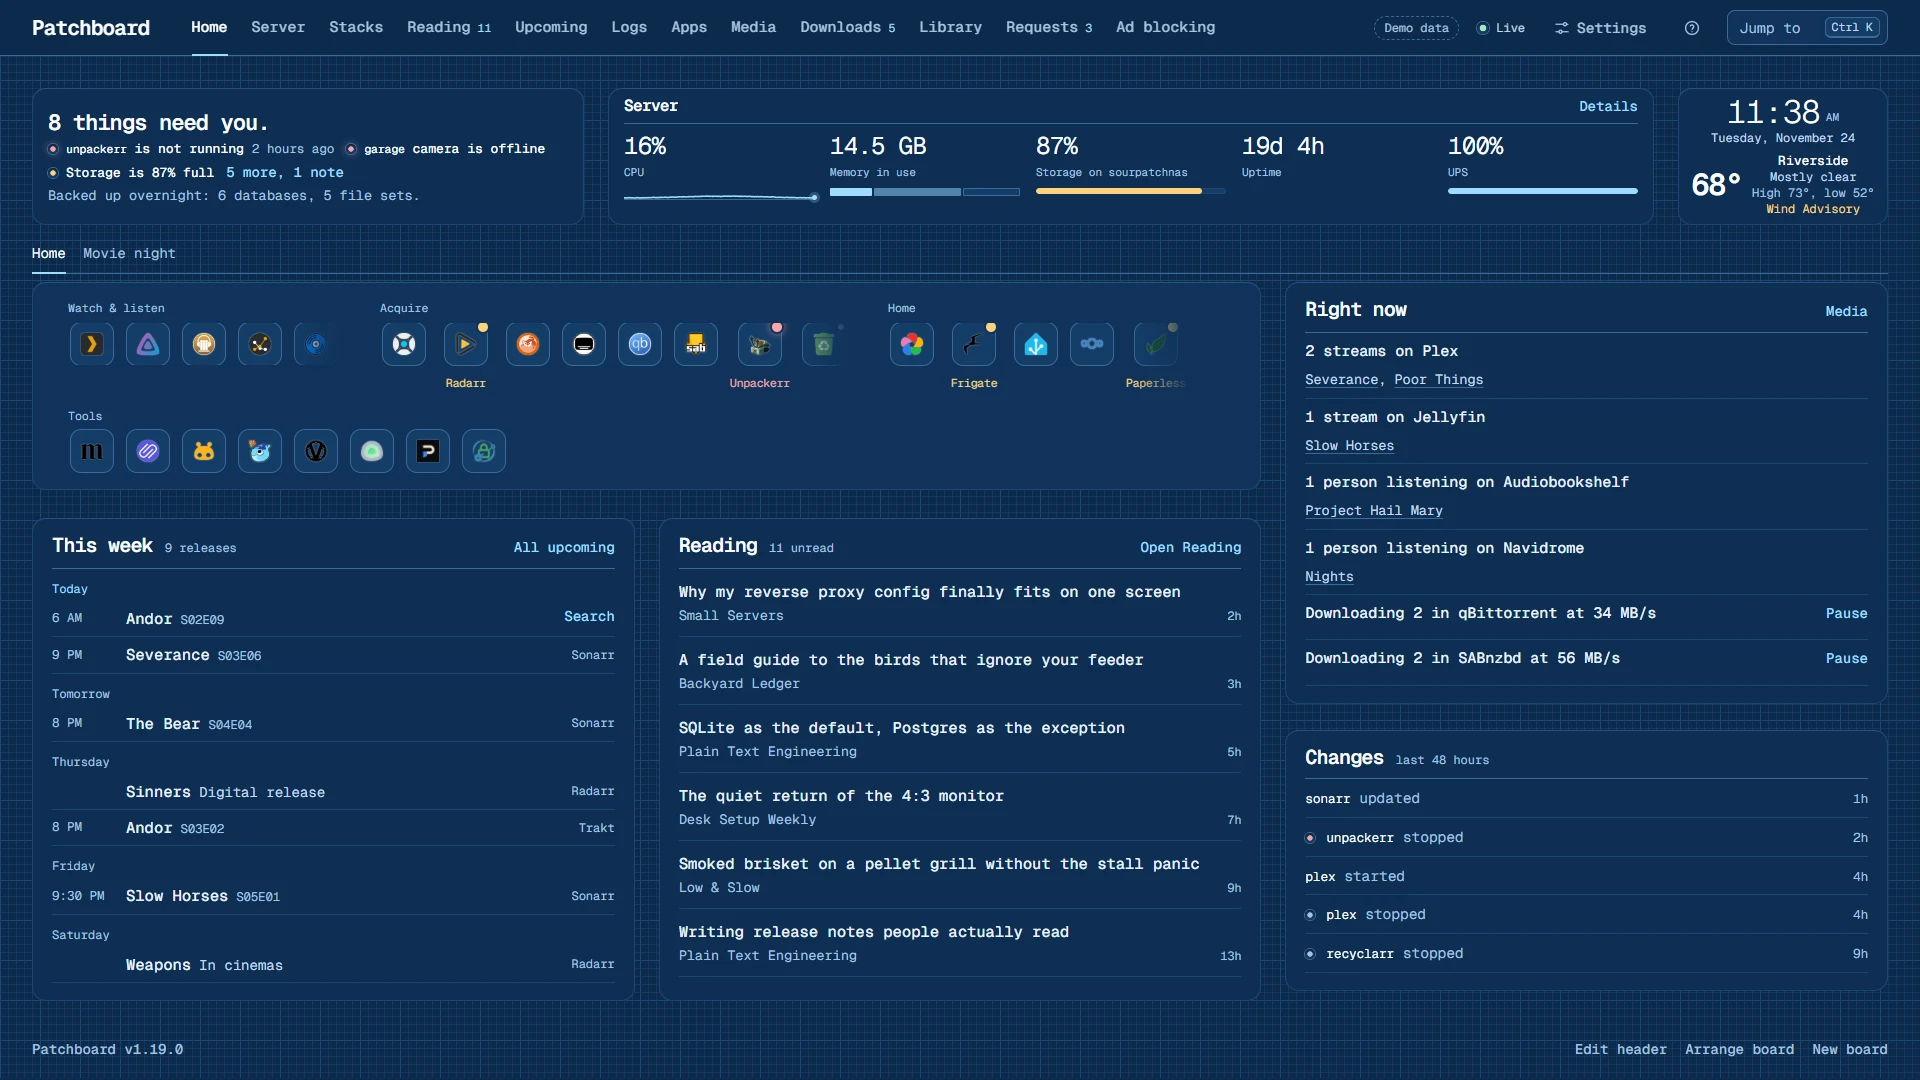 Patchboard Home Server Stacks Reading 11 Upcoming Logs Apps Media Downloads 5 Library Requests 3 Ad blocking Demo data Live Settings Jump to Ctrl K
8 things need you.
unpackerr is not running 2 hours ago garage camera is offline
Storage is 87% full 5 more, 1 note
Backed up overnight: 6 databases, 5 file sets.
Server Details
16% 14.5 GB 87% 19d 4h 100%
CPU Memory in use Storage on sourpatchnas Uptime UPS
11:38 AM
Tuesday, November 24
68° Riverside
Mostly clear
High 73°, low 52°
Wind Advisory
Home Movie night
Watch & listen Acquire Home
qb
sab
Radarr Unpackerr Frigate Paperless
Tools
m
Right now Media
2 streams on Plex
Severance, Poor Things
1 stream on Jellyfin
Slow Horses
1 person listening on Audiobookshelf
Project Hail Mary
1 person listening on Navidrome
Nights
Downloading 2 in qBittorrent at 34 MB/s Pause
Downloading 2 in SABnzbd at 56 MB/s Pause
This week 9 releases All upcoming
Today
6 AM Andor S02E09 Search
9 PM Severance S03E06 Sonarr
Tomorrow
8 PM The Bear S04E04 Sonarr
Thursday
Sinners Digital release Radarr
8 PM Andor S03E02 Trakt
Friday
9:30 PM Slow Horses S05E01 Sonarr
Saturday
Weapons In cinemas Radarr
Reading 11 unread Open Reading
Why my reverse proxy config finally fits on one screen
Small Servers 2h
A field guide to the birds that ignore your feeder
Backyard Ledger 3h
SQLite as the default, Postgres as the exception
Plain Text Engineering 5h
The quiet return of the 4:3 monitor
Desk Setup Weekly 7h
Smoked brisket on a pellet grill without the stall panic
Low & Slow 9h
Writing release notes people actually read
Plain Text Engineering 13h
Changes last 48 hours
sonarr updated 1h
unpackerr stopped 2h
plex started 4h
plex stopped 4h
recyclarr stopped 9h
Patchboard v1.19.0 Edit header Arrange board New board